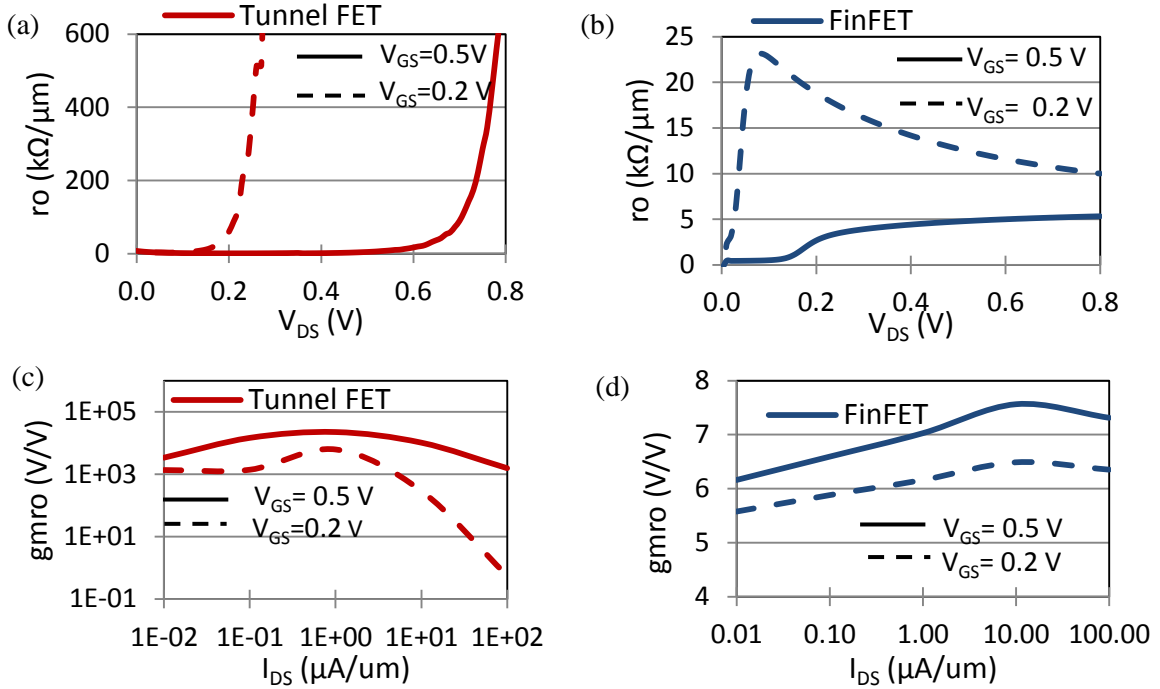 (a)
Tunnel FET
600
400
200
0
ro (kΩ/µm)
V_GS=0.5V
V_GS=0.2 V
0.0 0.2 0.4 0.6 0.8
V_DS (V)
(b)
FinFET
25
20
15
10
5
0
ro (kΩ/µm)
V_GS= 0.5 V
V_GS= 0.2 V
0.0 0.2 0.4 0.6 0.8
V_DS (V)
(c)
Tunnel FET
1E+05
1E+03
1E+01
1E-01
gmro (V/V)
V_GS= 0.5 V
V_GS=0.2 V
1E-02 1E-01 1E+00 1E+01 1E+02
I_DS (µA/um)
(d)
FinFET
8
7
6
5
4
gmro (V/V)
V_GS= 0.5 V
V_GS= 0.2 V
0.01 0.10 1.00 10.00 100.00
I_DS (µA/um)